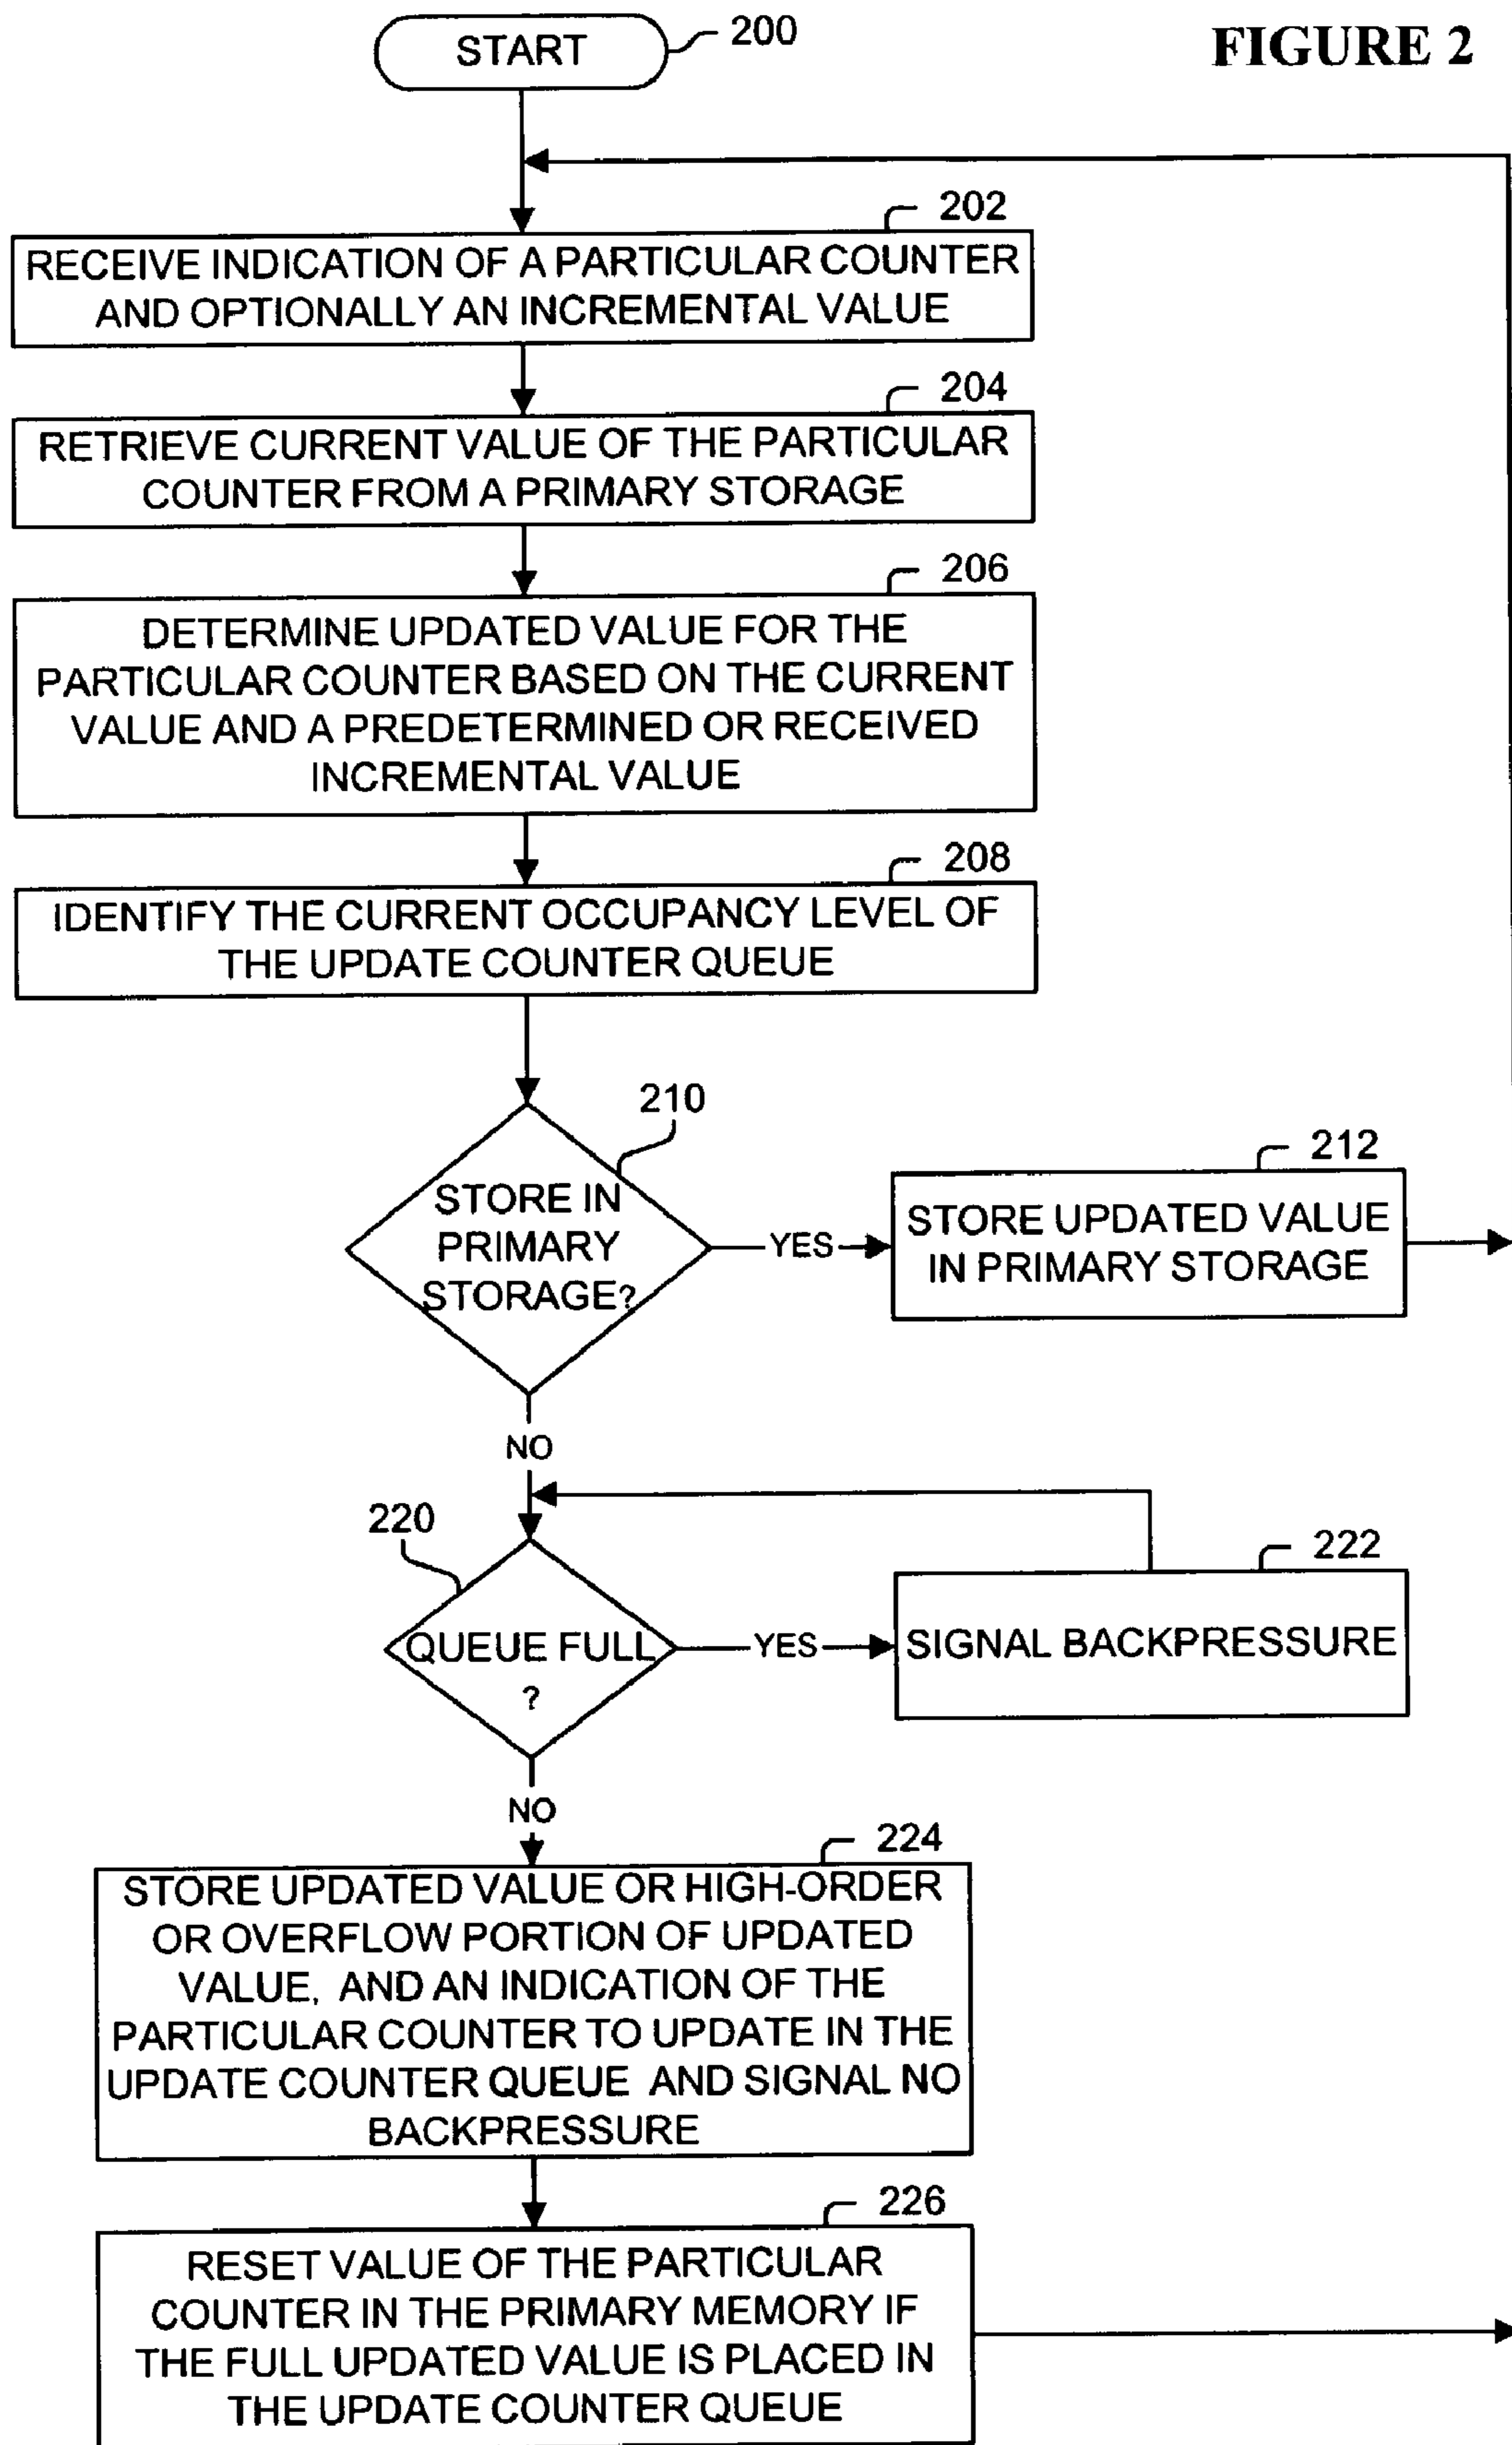 START
200
FIGURE 2
202
RECEIVE INDICATION OF A PARTICULAR COUNTER
AND OPTIONALLY AN INCREMENTAL VALUE
204
RETRIEVE CURRENT VALUE OF THE PARTICULAR
COUNTER FROM A PRIMARY STORAGE
206
DETERMINE UPDATED VALUE FOR THE
PARTICULAR COUNTER BASED ON THE CURRENT
VALUE AND A PREDETERMINED OR RECEIVED
INCREMENTAL VALUE
208
IDENTIFY THE CURRENT OCCUPANCY LEVEL OF
THE UPDATE COUNTER QUEUE
210
STORE IN
PRIMARY
STORAGE?
YES
212
STORE UPDATED VALUE
IN PRIMARY STORAGE
NO
220
QUEUE FULL
?
YES
222
SIGNAL BACKPRESSURE
NO
224
STORE UPDATED VALUE OR HIGH-ORDER
OR OVERFLOW PORTION OF UPDATED
VALUE, AND AN INDICATION OF THE
PARTICULAR COUNTER TO UPDATE IN THE
UPDATE COUNTER QUEUE AND SIGNAL NO
BACKPRESSURE
226
RESET VALUE OF THE PARTICULAR
COUNTER IN THE PRIMARY MEMORY IF
THE FULL UPDATED VALUE IS PLACED IN
THE UPDATE COUNTER QUEUE